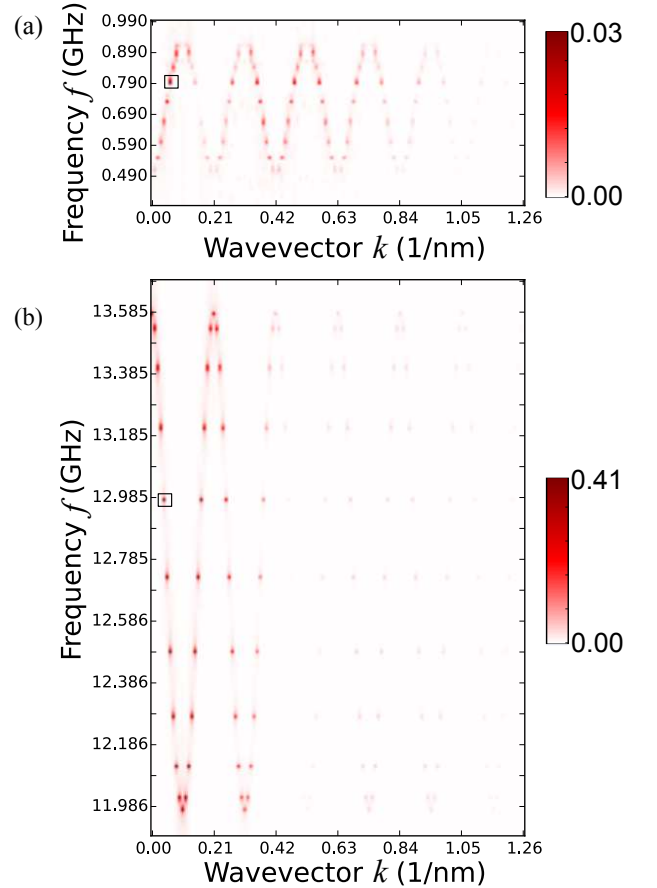 (a)
Frequency f (GHz)
0.990
0.890
0.790
0.690
0.590
0.490
0.00 0.21 0.42 0.63 0.84 1.05 1.26
Wavevector k (1/nm)
0.03
0.00
(b)
Frequency f (GHz)
13.585
13.385
13.185
12.985
12.785
12.586
12.386
12.186
11.986
0.00 0.21 0.42 0.63 0.84 1.05 1.26
Wavevector k (1/nm)
0.41
0.00